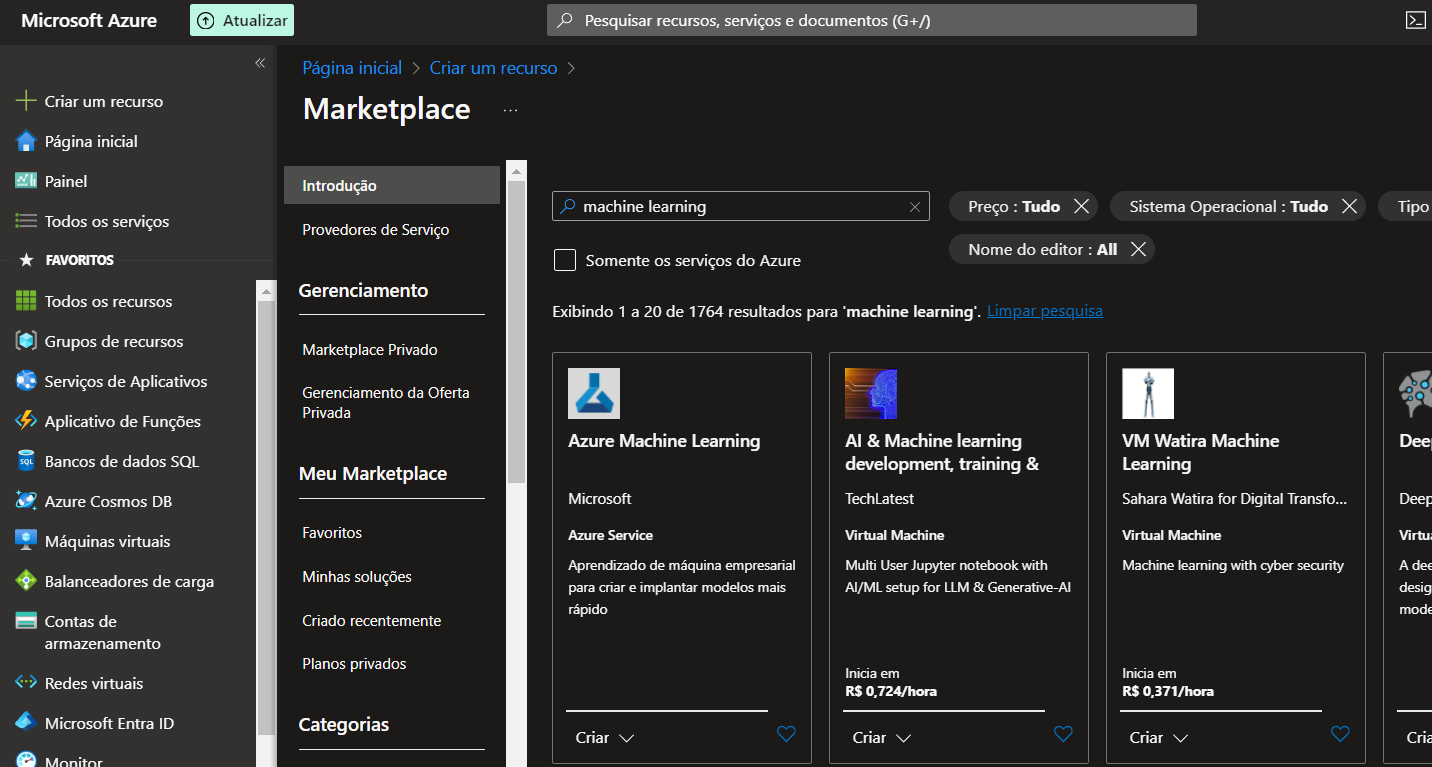 Microsoft Azure
Atualizar
Pesquisar recursos, serviços e documentos (G+/)
Criar um recurso
Página inicial
Painel
Todos os serviços
FAVORITOS
Todos os recursos
Grupos de recursos
Serviços de Aplicativos
Aplicativo de Funções
Bancos de dados SQL
SQL
Azure Cosmos DB
Máquinas virtuais
Balanceadores de carga
Contas de
armazenamento
Redes virtuais
Microsoft Entra ID
Monitor
Página inicial > Criar um recurso >
Marketplace ...
Introdução
Provedores de Serviço
Gerenciamento
Marketplace Privado
Gerenciamento da Oferta
Privada
Meu Marketplace
Favoritos
Minhas soluções
Criado recentemente
Planos privados
Categorias
machine learning
Preço : Tudo
Sistema Operacional : Tudo
Tipo
Nome do editor : All
Somente os serviços do Azure
Exibindo 1 a 20 de 1764 resultados para 'machine learning'. Limpar pesquisa
Azure Machine Learning
Microsoft
Azure Service
Aprendizado de máquina empresarial
para criar e implantar modelos mais
rápido
Criar
AI & Machine learning
development, training &
TechLatest
Virtual Machine
Multi User Jupyter notebook with
AI/ML setup for LLM & Generative-AI
Inicia em
R$ 0,724/hora
Criar
VM Watira Machine
Learning
Sahara Watira for Digital Transfo...
Virtual Machine
Machine learning with cyber security
Inicia em
R$ 0,371/hora
Criar
Deep
Deep
Virtu
A dee
desig
mode
Cria